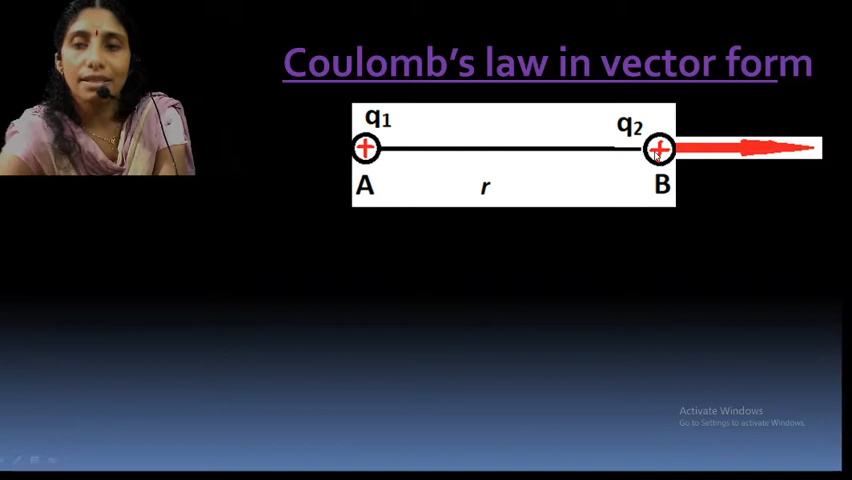 Coulomb's law in vector form
q1
q2
+
+
A
r
B
Activate Windows
Go to Settings to activate Windows.